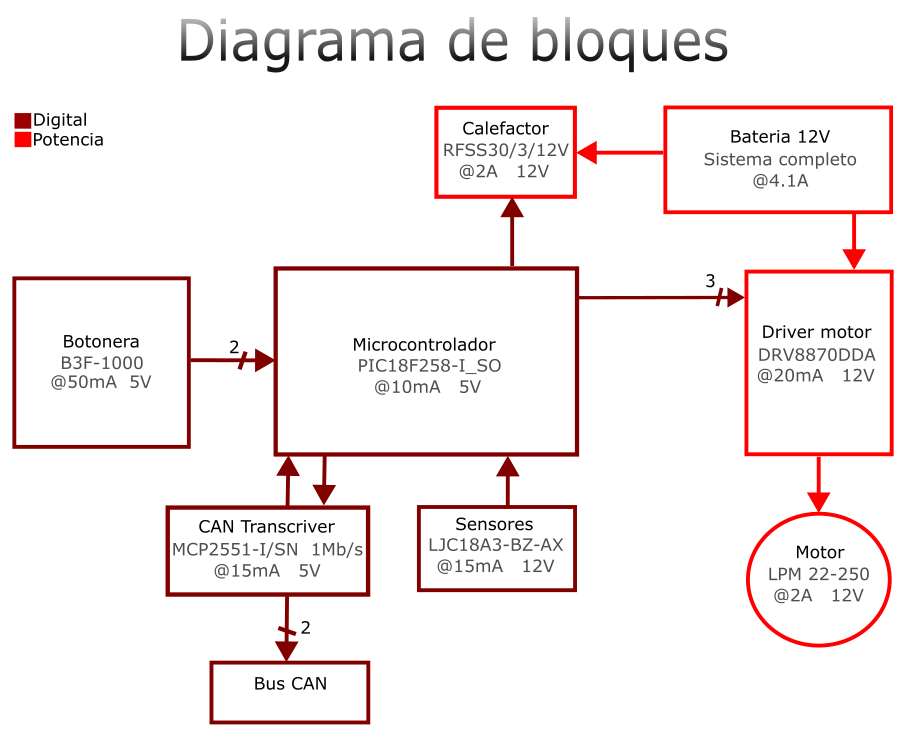 Diagrama de bloques
Digital
Potencia
Calefactor
RFSS30/3/12V
@2A 12V
Bateria 12V
Sistema completo
@4.1A
Botonera
B3F-1000
@50mA 5V
2
Microcontrolador
PIC18F258-I_SO
@10mA 5V
3
Driver motor
DRV8870DDA
@20mA 12V
CAN Transcriver
MCP2551-I/SN 1Mb/s
@15mA 5V
Sensores
LJC18A3-BZ-AX
@15mA 12V
Motor
LPM 22-250
@2A 12V
2
Bus CAN